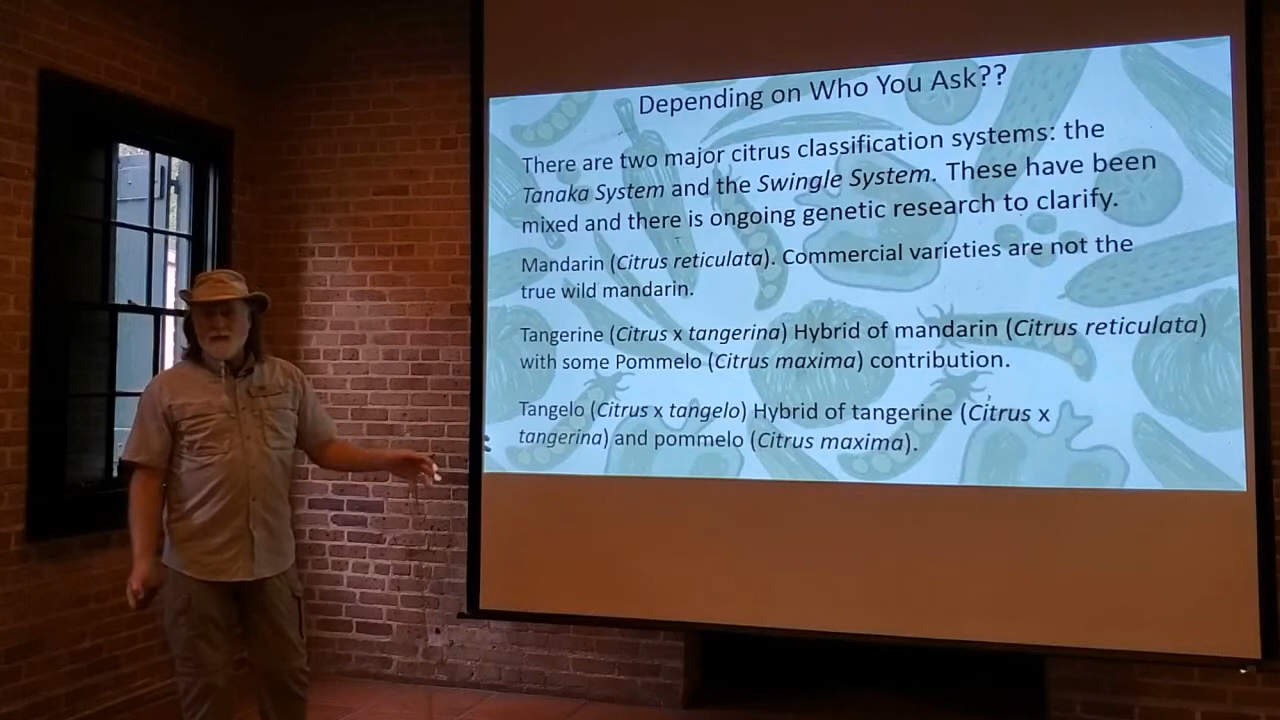 Depending on Who You Ask??
There are two major citrus classification systems: the
Tanaka System and the Swingle System. These have been
mixed and there is ongoing genetic research to clarify.
Mandarin (Citrus reticulata). Commercial varieties are not the
true wild mandarin.
Tangerine (Citrus x tangerina) Hybrid of mandarin (Citrus reticulata)
with some Pommelo (Citrus maxima) contribution.
Tangelo (Citrus x tangelo) Hybrid of tangerine (Citrus x
tangerina) and pommelo (Citrus maxima).